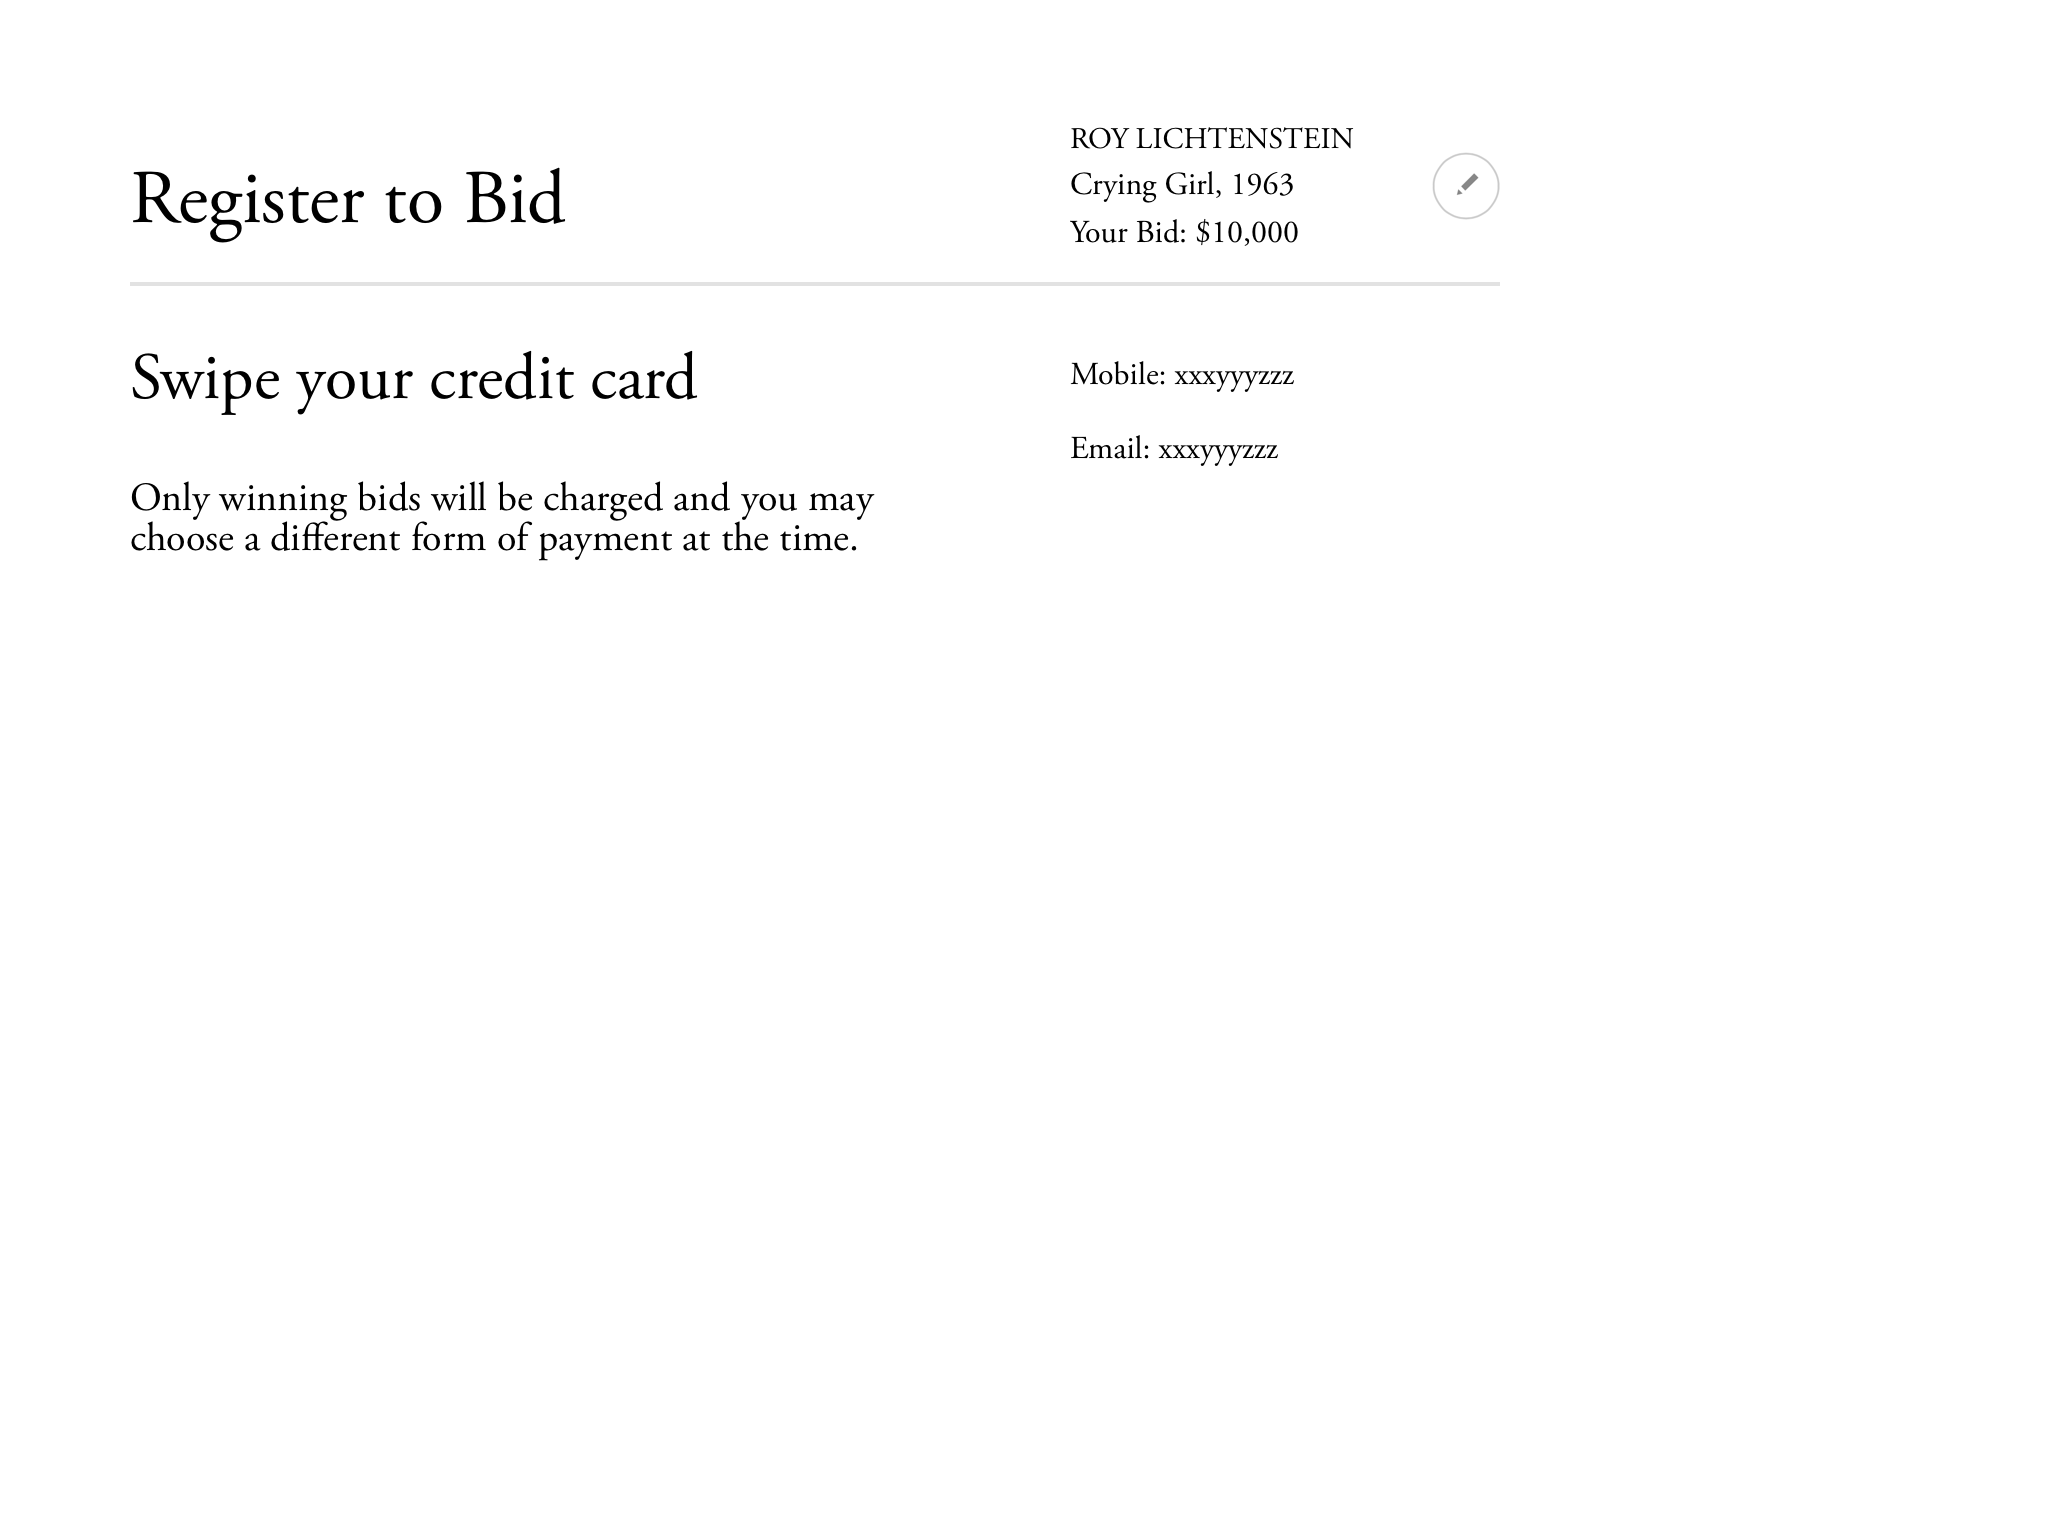 Register to Bid
ROY LICHTENSTEIN
Crying Girl, 1963
Your Bid: $10,000
Swipe your credit card
Only winning bids will be charged and you may
choose a different form of payment at the time.
Mobile: xxxyyyzzz
Email: xxxyyyzzz